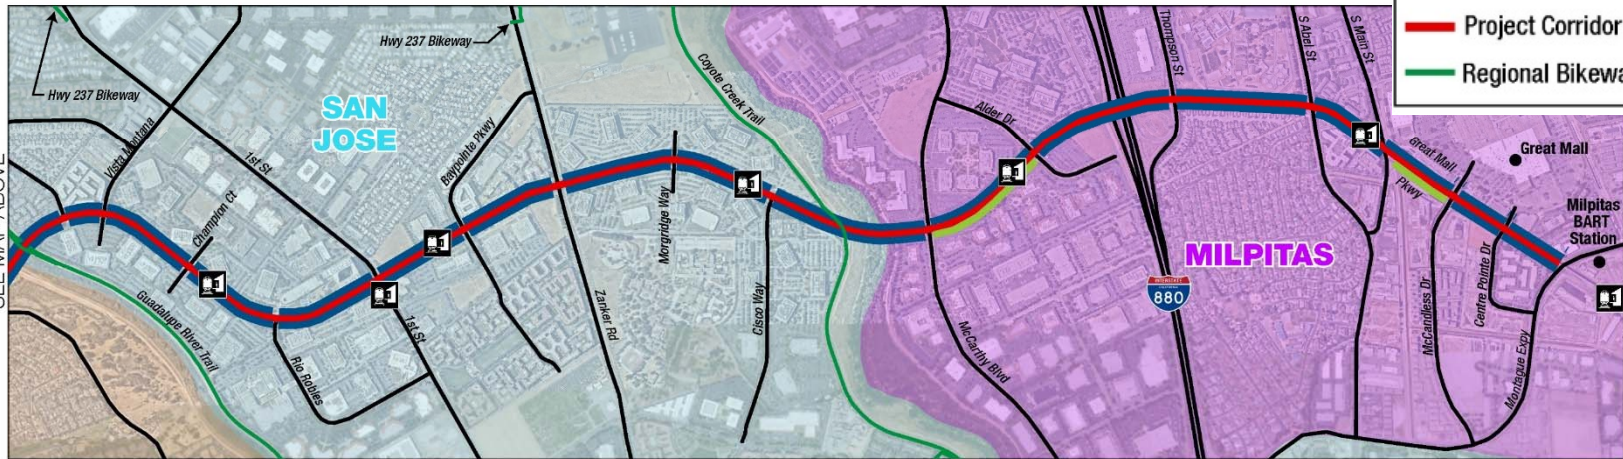 Project Corridor
Regional Bikewa
Hwy 237 Bikeway
Hwy 237 Bikeway
SAN
JOSE
Vista Montana
1st St
Champion Ct
Baypointe Pkwy
Guadalupe River Trail
Rio Robles
1st St
Zanker Rd
Morgridge Way
Cisco Way
Coyote Creek Trail
Alder Dr
McCarthy Blvd
MILPITAS
880
Thompson St
S Abel St
S Main St
Great Mall
Pkwy
Great Mall
Milpitas
BART
Station
McCandless Dr
Centre Pointe Dr
Montague Expy